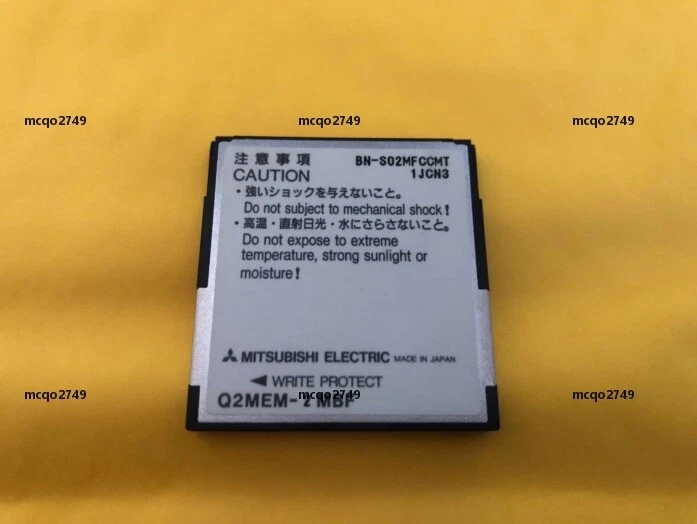 mcqo2749 mcqo2749 mcqo2749
注意事項 BN-S02MFCCMT
CAUTION 1JCN3
・強いショックを与えないこと。
Do not subject to mechanical shock!
・高温・直射日光・水にさらさないこと。
Do not expose to extreme
temperature, strong sunlight or
moisture!
MITSUBISHI ELECTRIC MADE IN JAPAN
◀ WRITE PROTECT
mcqo2749 mcqo2749 mcqo2749
Q2MEM-2MBF